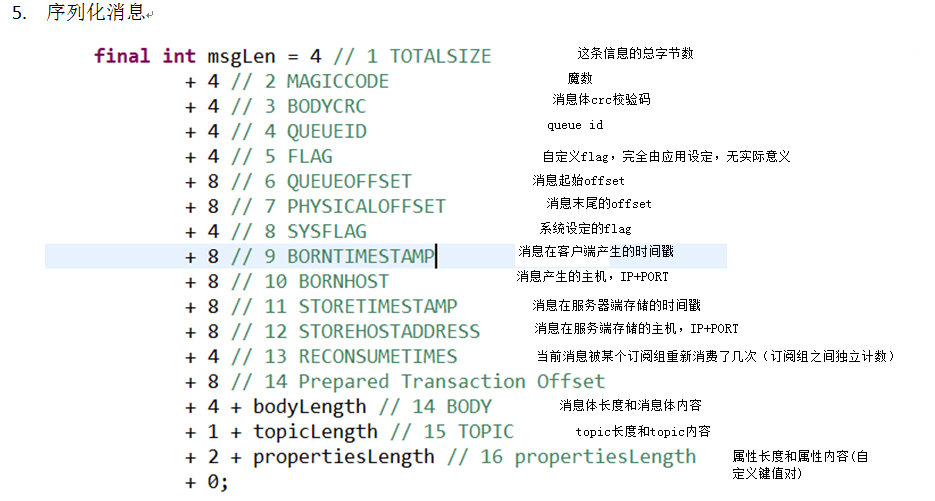 5. 序列化消息
final int msgLen = 4 // 1 TOTALSIZE 这条信息的总字节数
+ 4 // 2 MAGICCODE 魔数
+ 4 // 3 BODYCRC 消息体crc校验码
+ 4 // 4 QUEUEID queue id
+ 4 // 5 FLAG 自定义flag，完全由应用设定，无实际意义
+ 8 // 6 QUEUEOFFSET 消息起始offset
+ 8 // 7 PHYSICALOFFSET 消息末尾的offset
+ 4 // 8 SYSFLAG 系统设定的flag
+ 8 // 9 BORNTIMESTAMP 消息在客户端产生的时间戳
+ 8 // 10 BORNHOST 消息产生的主机，IP+PORT
+ 8 // 11 STORETIMESTAMP 消息在服务器端存储的时间戳
+ 8 // 12 STOREHOSTADDRESS 消息在服务端存储的主机，IP+PORT
+ 4 // 13 RECONSUMETIMES 当前消息被某个订阅组重新消费了几次（订阅组之间独立计数）
+ 8 // 14 Prepared Transaction Offset
+ 4 + bodyLength // 14 BODY 消息体长度和消息体内容
+ 1 + topicLength // 15 TOPIC topic长度和topic内容
+ 2 + propertiesLength // 16 propertiesLength 属性长度和属性内容(自
定义键值对)
+ 0;